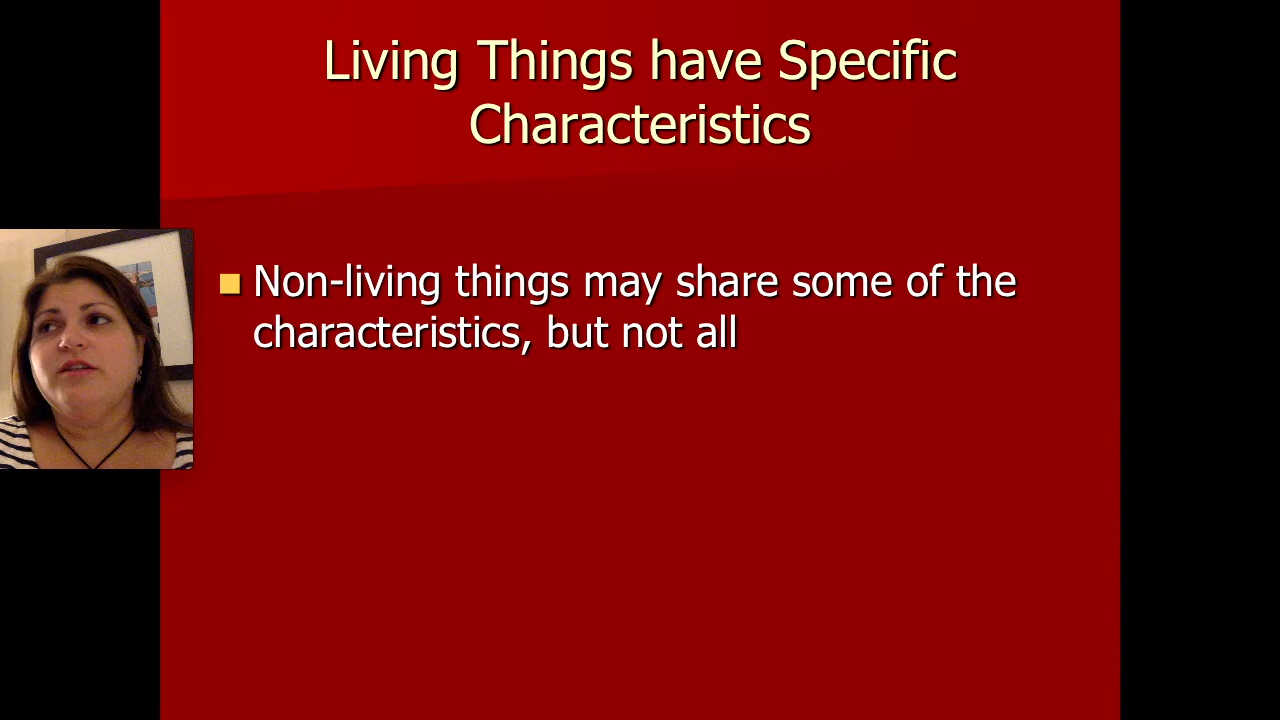 Living Things have Specific
Characteristics
Non-living things may share some of the
characteristics, but not all